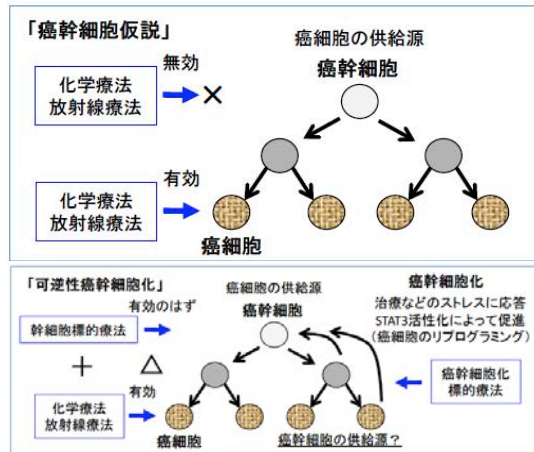 「癌幹細胞仮説」
癌細胞の供給源
癌幹細胞
無効
化学療法
放射線療法
×
有効
化学療法
放射線療法
癌細胞
「可逆性癌幹細胞化」
有効のはず
幹細胞標的療法
癌細胞の供給源
癌幹細胞
癌幹細胞化
治療などのストレスに応答
STAT3活性化によって促進
(癌細胞のリプログラミング)
＋ △
有効
化学療法
放射線療法
癌細胞
癌幹細胞化
標的療法
癌幹細胞の供給源？